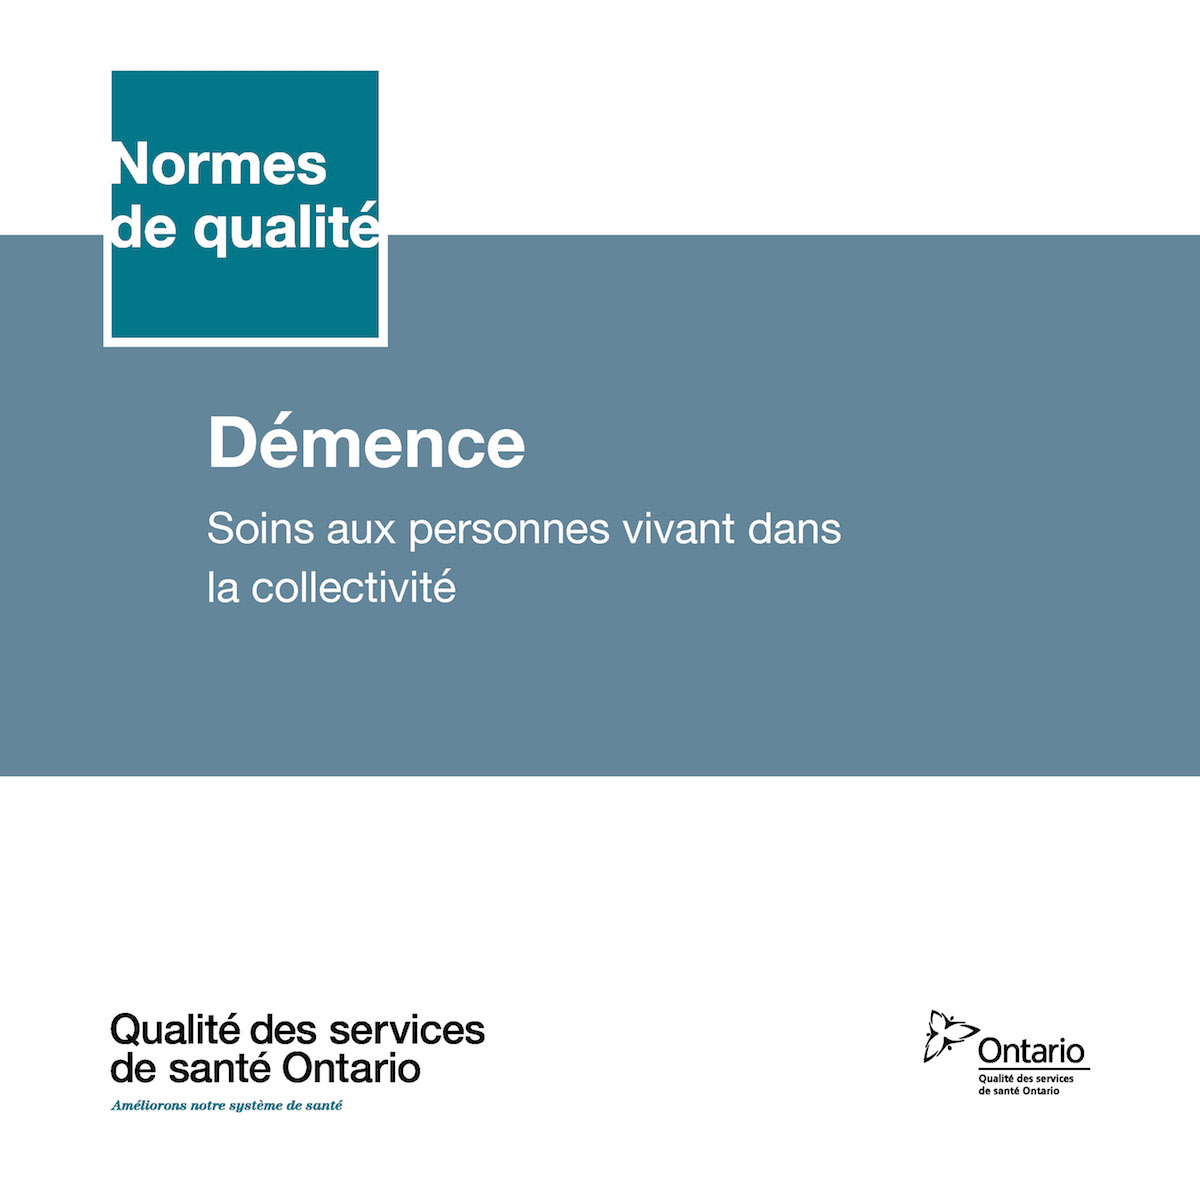 Normes
de qualité
Démence
Soins aux personnes vivant dans
la collectivité
Qualité des services
de santé Ontario
Améliorons notre système de santé
Ontario
Qualité des services
de santé Ontario